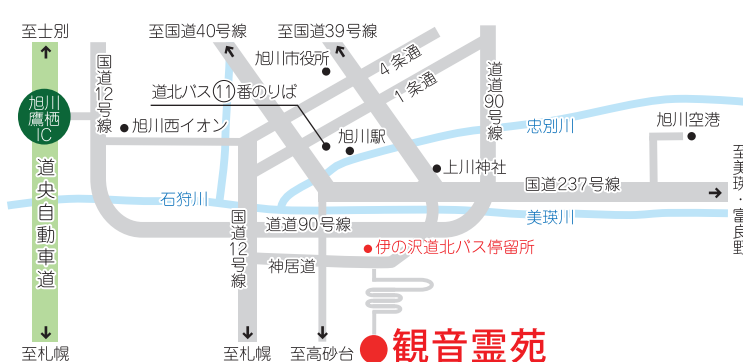 至士別
至国道40号線
至国道39号線
旭川市役所
4条通
1条通
国道12号線
道道90号線
旭川鷹栖IC
道北バス⑪番のりば
旭川西イオン
旭川駅
忠別川
旭川空港
上川神社
至美瑛・富良野
道央自動車道
石狩川
国道237号線
国道12号線
道道90号線
美瑛川
伊の沢道北バス停留所
神居道
至札幌
至札幌
至高砂台
観音霊苑